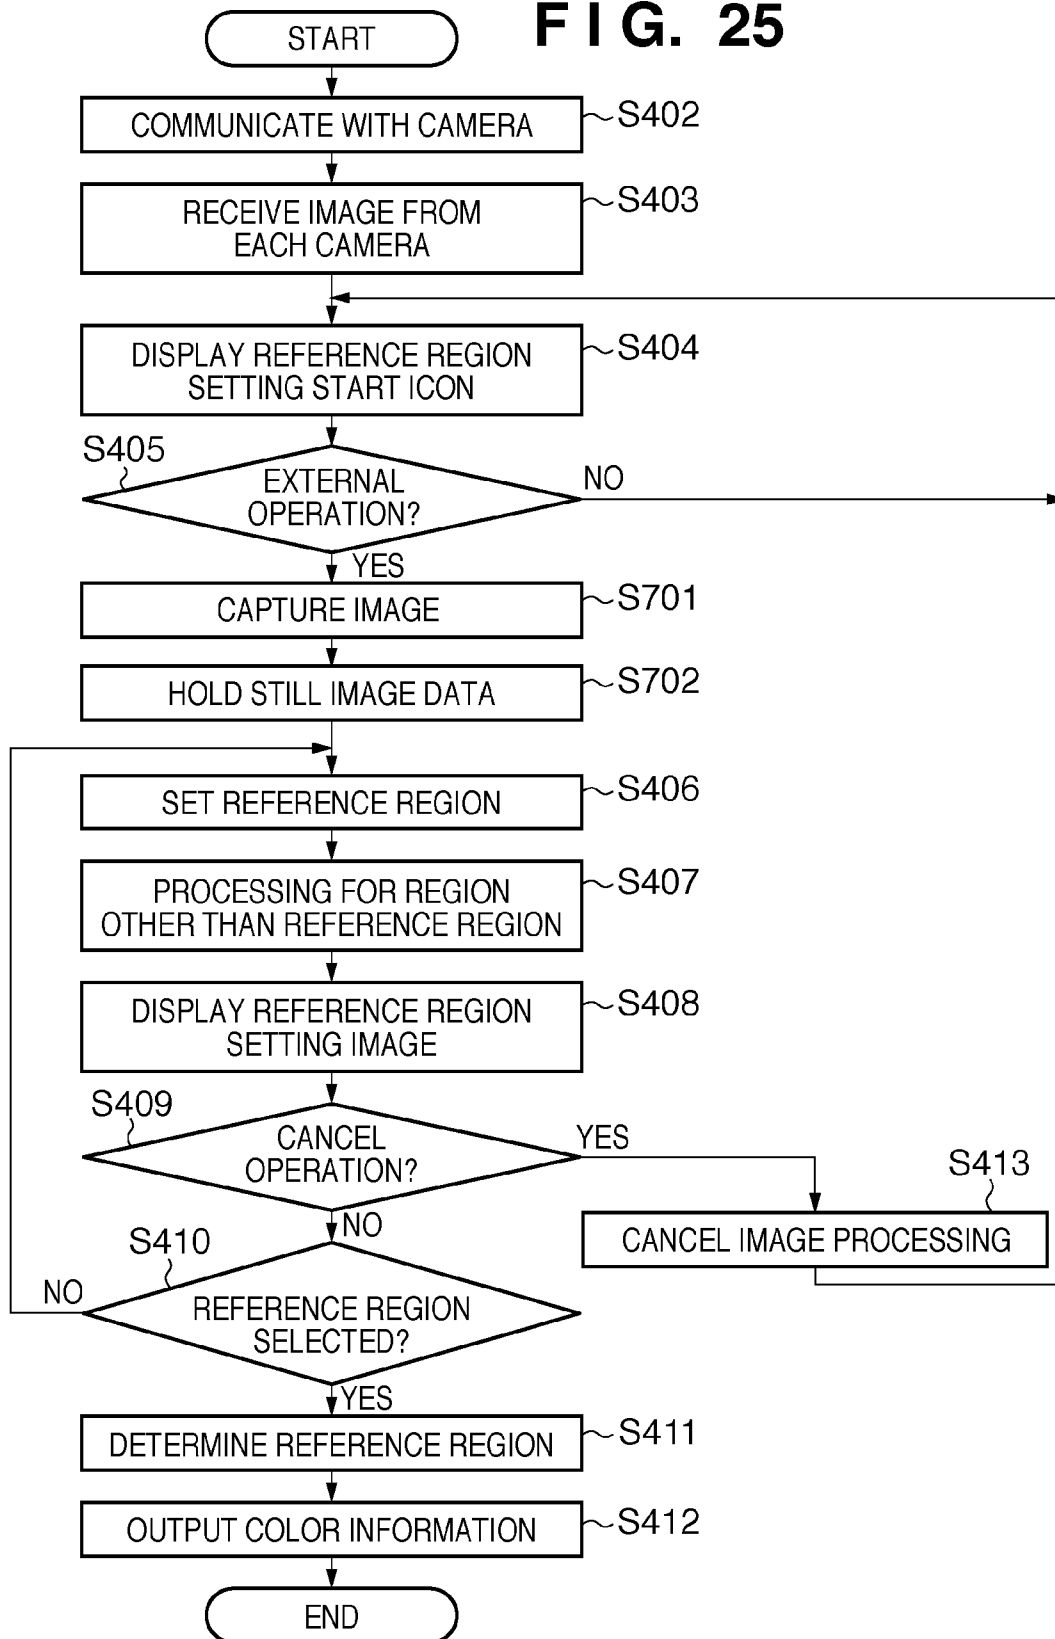 FIG. 25
START
COMMUNICATE WITH CAMERA
S402
RECEIVE IMAGE FROM
EACH CAMERA
S403
DISPLAY REFERENCE REGION
SETTING START ICON
S404
S405
EXTERNAL
OPERATION?
NO
YES
CAPTURE IMAGE
S701
HOLD STILL IMAGE DATA
S702
SET REFERENCE REGION
S406
PROCESSING FOR REGION
OTHER THAN REFERENCE REGION
S407
DISPLAY REFERENCE REGION
SETTING IMAGE
S408
S409
CANCEL
OPERATION?
YES
S413
CANCEL IMAGE PROCESSING
NO
S410
NO
REFERENCE REGION
SELECTED?
YES
DETERMINE REFERENCE REGION
S411
OUTPUT COLOR INFORMATION
S412
END